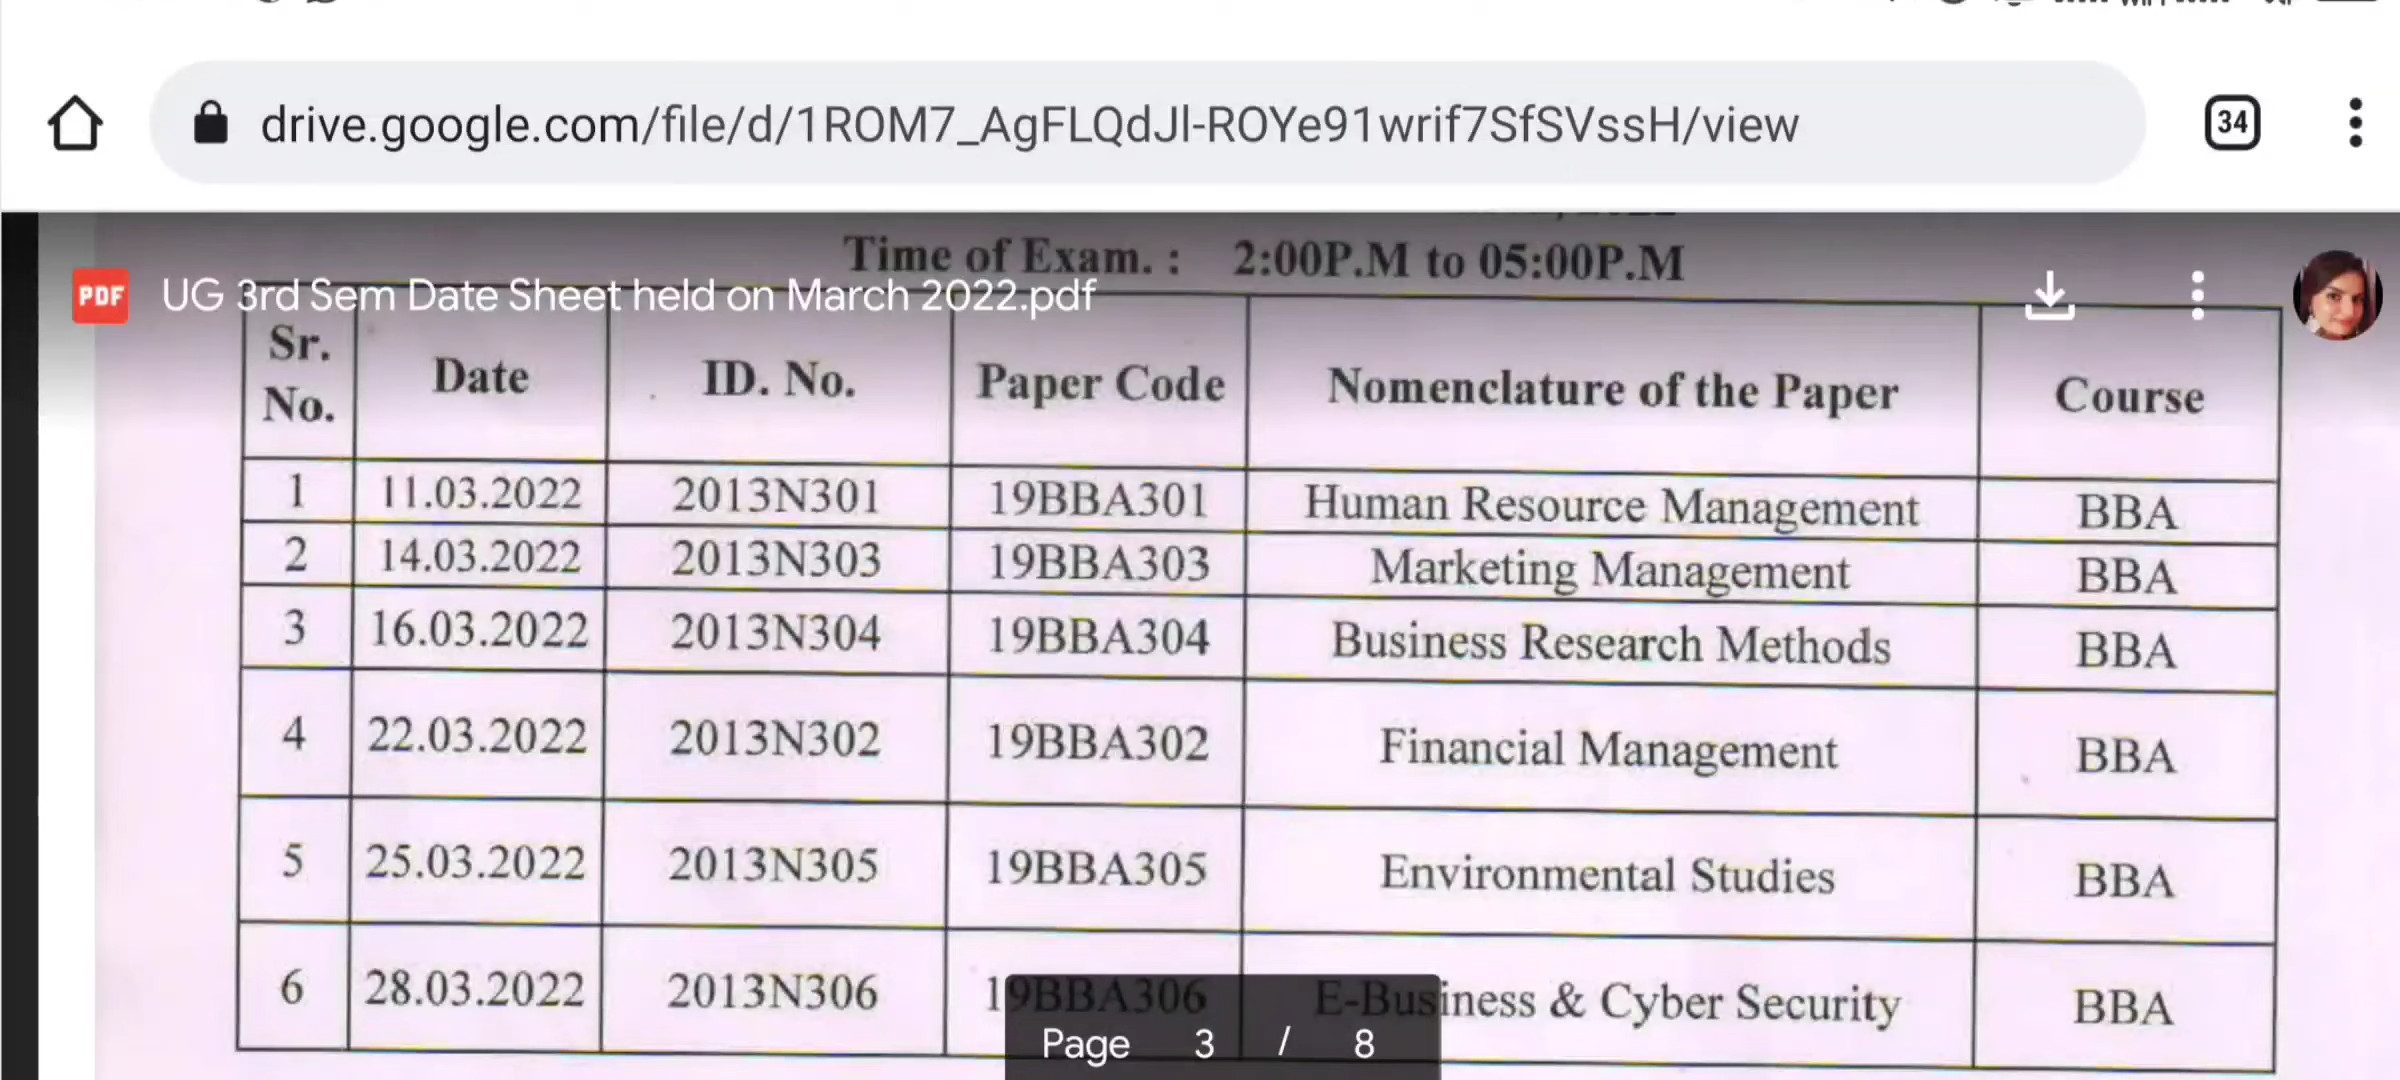 drive.google.com/file/d/1ROM7_AgFLQdJl-ROYe91wrif7SfSVssH/view
34
Time of Exam. : 2:00P.M to 05:00P.M
PDF UG 3rd Sem Date Sheet held on March 2022.pdf
Sr. No. Date ID. No. Paper Code Nomenclature of the Paper Course
1 11.03.2022 2013N301 19BBA301 Human Resource Management BBA
2 14.03.2022 2013N303 19BBA303 Marketing Management BBA
3 16.03.2022 2013N304 19BBA304 Business Research Methods BBA
4 22.03.2022 2013N302 19BBA302 Financial Management BBA
5 25.03.2022 2013N305 19BBA305 Environmental Studies BBA
6 28.03.2022 2013N306 19BBA306 E-Business & Cyber Security BBA
Page 3 / 8